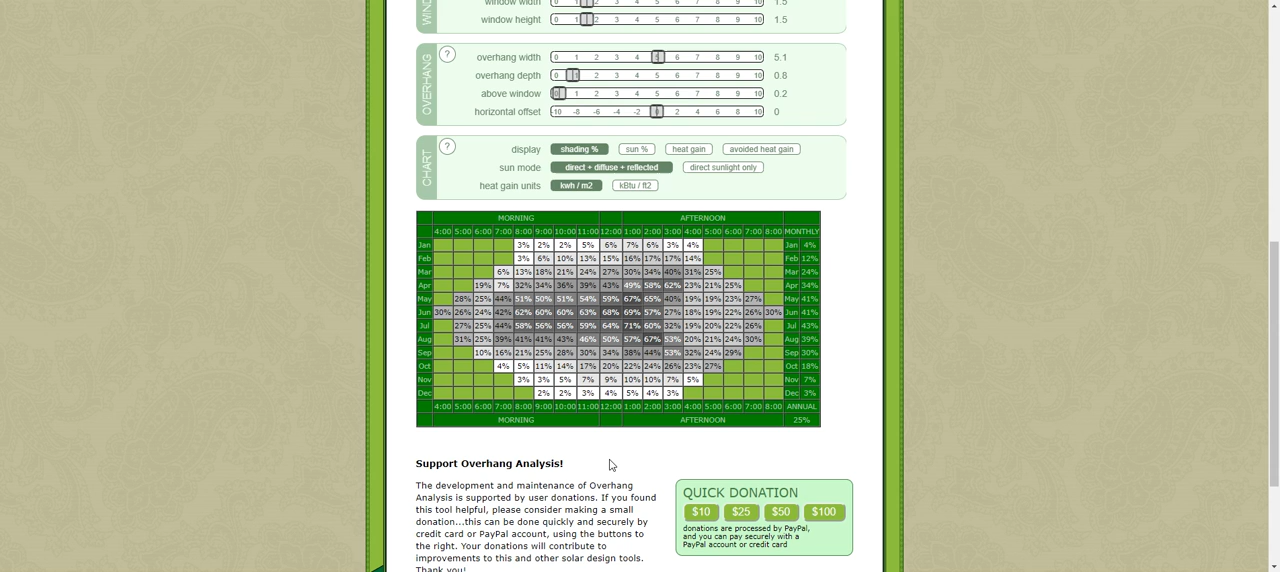 window width 0 1 2 3 4 5 6 7 8 9 10 1.5
window height 0 1 2 3 4 5 6 7 8 9 10 1.5
OVERHANG
?
overhang width 0 1 2 3 4 5 6 7 8 9 10 5.1
overhang depth 0 1 2 3 4 5 6 7 8 9 10 0.8
above window 0 1 2 3 4 5 6 7 8 9 10 0.2
horizontal offset -10 -8 -6 -4 -2 0 2 4 6 8 10 0
CHART
?
display shading % sun % heat gain avoided heat gain
sun mode direct + diffuse + reflected direct sunlight only
heat gain units kwh / m2 kBtu / ft2
MORNING AFTERNOON
4:00 5:00 6:00 7:00 8:00 9:00 10:00 11:00 12:00 1:00 2:00 3:00 4:00 5:00 6:00 7:00 8:00 MONTHLY
Jan 3% 2% 2% 5% 6% 7% 6% 3% 4% Jan 4%
Feb 3% 6% 10% 13% 15% 16% 17% 17% 14% Feb 12%
Mar 6% 13% 18% 21% 24% 27% 30% 34% 40% 31% 25% Mar 24%
Apr 19% 7% 32% 34% 36% 39% 43% 49% 58% 62% 23% 21% 25% Apr 34%
May 28% 25% 44% 51% 50% 51% 54% 59% 67% 65% 40% 19% 19% 23% 27% May 41%
Jun 30% 26% 24% 42% 62% 60% 60% 63% 68% 69% 57% 27% 18% 19% 22% 26% 30% Jun 41%
Jul 27% 25% 44% 58% 56% 56% 59% 64% 71% 60% 32% 19% 20% 22% 26% Jul 43%
Aug 31% 25% 39% 41% 41% 43% 46% 50% 57% 67% 53% 20% 21% 24% 30% Aug 39%
Sep 10% 16% 21% 25% 28% 30% 34% 38% 44% 53% 32% 24% 29% Sep 30%
Oct 4% 5% 11% 14% 17% 20% 22% 24% 26% 23% 27% Oct 18%
Nov 3% 3% 5% 7% 9% 10% 10% 7% 5% Nov 7%
Dec 2% 2% 3% 4% 5% 4% 3% Dec 3%
4:00 5:00 6:00 7:00 8:00 9:00 10:00 11:00 12:00 1:00 2:00 3:00 4:00 5:00 6:00 7:00 8:00 ANNUAL
MORNING AFTERNOON 25%
Support Overhang Analysis!
The development and maintenance of Overhang
Analysis is supported by user donations. If you found
this tool helpful, please consider making a small
donation...this can be done quickly and securely by
credit card or PayPal account, using the buttons to
the right. Your donations will contribute to
improvements to this and other solar design tools.
Thank you!
QUICK DONATION
$10 $25 $50 $100
donations are processed by PayPal,
and you can pay securely with a
PayPal account or credit card